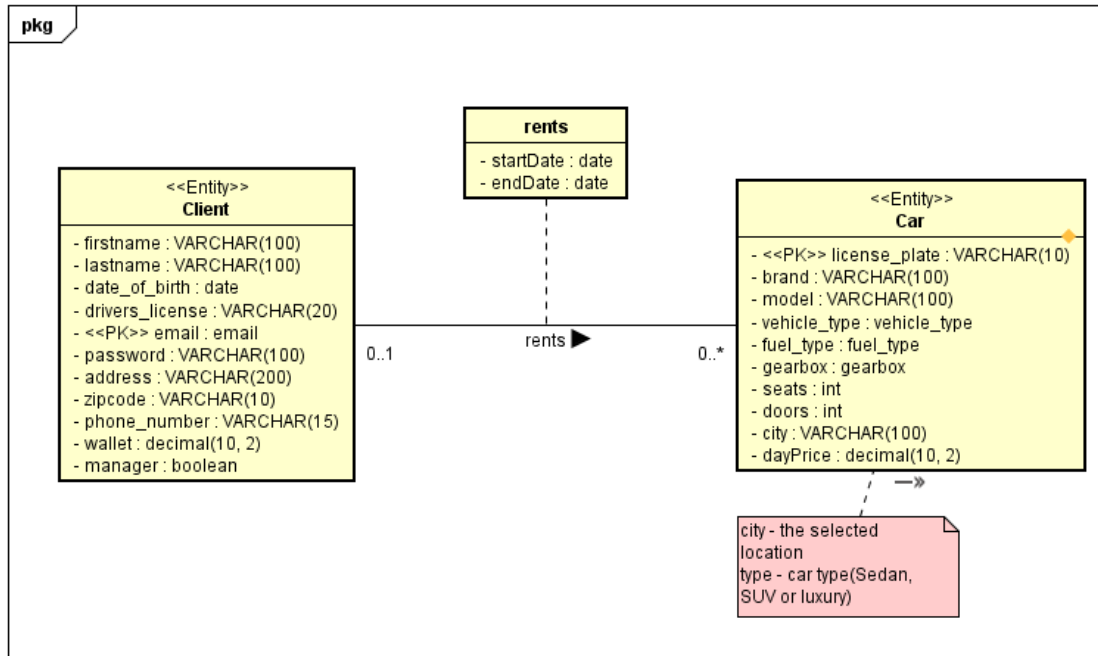 pkg
rents
- startDate : date
- endDate : date
<<Entity>>
Client
- firstname : VARCHAR(100)
- lastname : VARCHAR(100)
- date_of_birth : date
- drivers_license : VARCHAR(20)
- <<PK>> email : email
- password : VARCHAR(100)
- address : VARCHAR(200)
- zipcode : VARCHAR(10)
- phone_number : VARCHAR(15)
- wallet : decimal(10, 2)
- manager : boolean
0..1
rents
0..*
<<Entity>>
Car
- <<PK>> license_plate : VARCHAR(10)
- brand : VARCHAR(100)
- model : VARCHAR(100)
- vehicle_type : vehicle_type
- fuel_type : fuel_type
- gearbox : gearbox
- seats : int
- doors : int
- city : VARCHAR(100)
- dayPrice : decimal(10, 2)
city - the selected
location
type - car type(Sedan,
SUV or luxury)